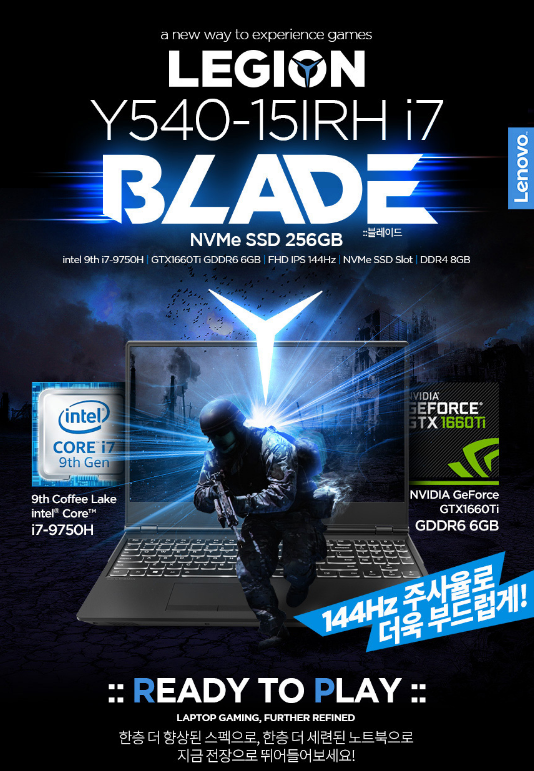 a new way to experience games
LEGION
Y540-15IRH i7
Lenovo
BLADE
::블레이드
NVMe SSD 256GB
intel 9th i7-9750H | GTX1660Ti GDDR6 6GB | FHD IPS 144Hz | NVMe SSD Slot | DDR4 8GB
intel
CORE i7
9th Gen
NVIDIA
GEFORCE®
GTX 1660Ti
9th Coffee Lake
intel® Core™
i7-9750H
NVIDIA GeForce
GTX1660Ti
GDDR6 6GB
144Hz 주사율로
더욱 부드럽게!
:: READY TO PLAY ::
LAPTOP GAMING, FURTHER REFINED
한층 더 향상된 스펙으로, 한층 더 세련된 노트북으로
지금 전장으로 뛰어들어보세요!